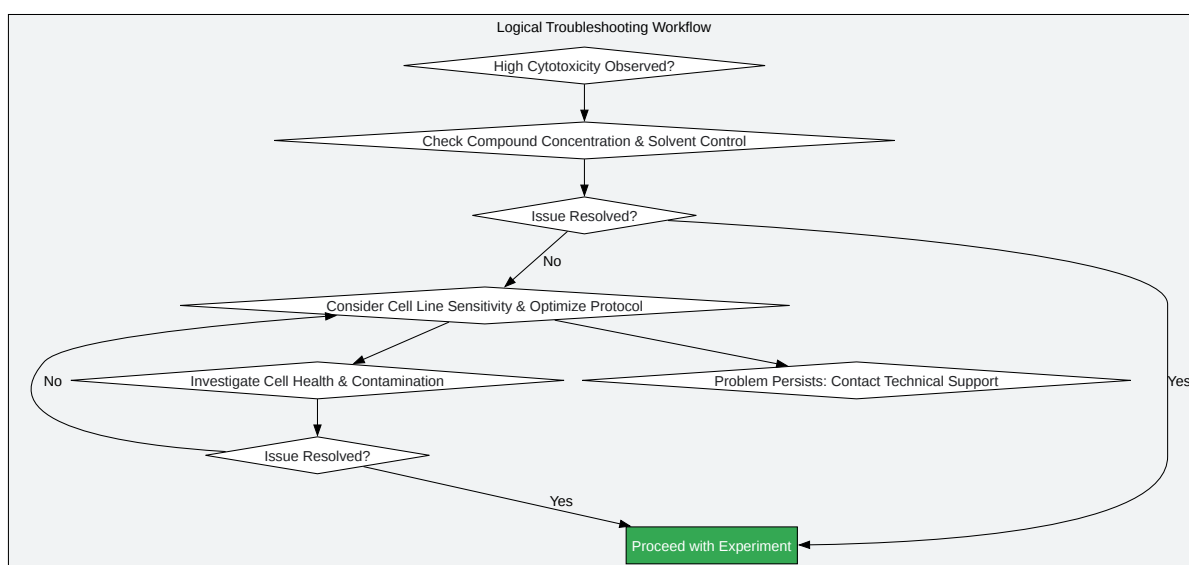 Logical Troubleshooting Workflow
High Cytotoxicity Observed?
Check Compound Concentration & Solvent Control
Issue Resolved?
No
Consider Cell Line Sensitivity & Optimize Protocol
No
Investigate Cell Health & Contamination
Problem Persists: Contact Technical Support
Yes
Issue Resolved?
Yes
Proceed with Experiment